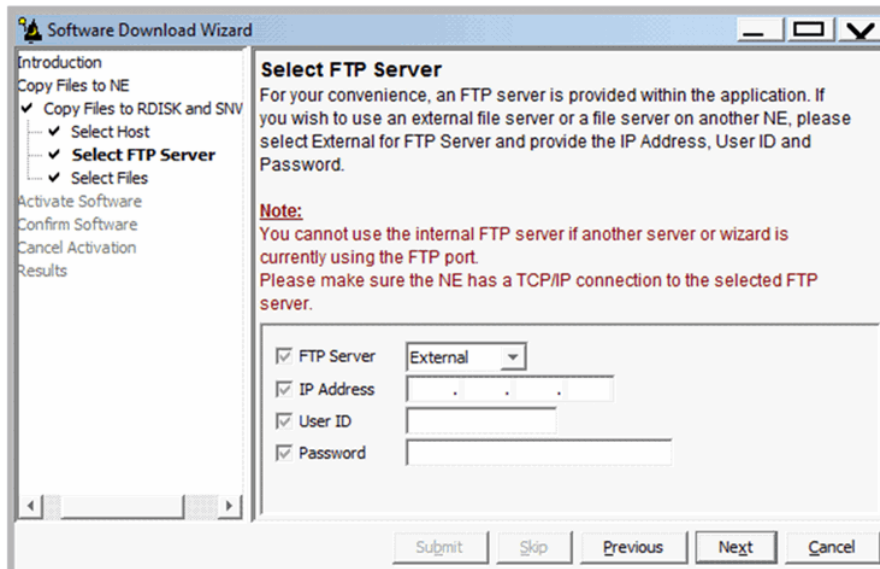 Software Download Wizard
Introduction
Copy Files to NE
Copy Files to RDISK and SNV
Select Host
Select FTP Server
Select Files
Activate Software
Confirm Software
Cancel Activation
Results
Select FTP Server
For your convenience, an FTP server is provided within the application. If
you wish to use an external file server or a file server on another NE, please
select External for FTP Server and provide the IP Address, User ID and
Password.
Note:
You cannot use the internal FTP server if another server or wizard is
currently using the FTP port.
Please make sure the NE has a TCP/IP connection to the selected FTP
server.
FTP Server External
IP Address . . .
User ID
Password
Submit Skip Previous Next Cancel